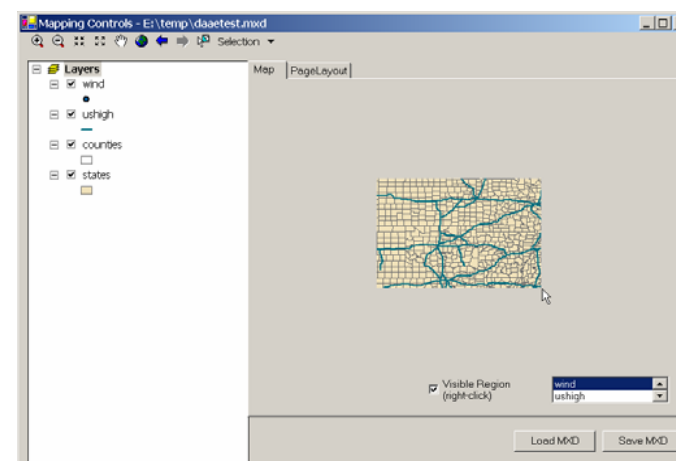 Mapping Controls - E:\temp\daaetest.mxd
Selection
Layers
wind
ushigh
counties
states
Map
PageLayout
Visible Region
(right-click)
wind
ushigh
Load MXD
Save MXD